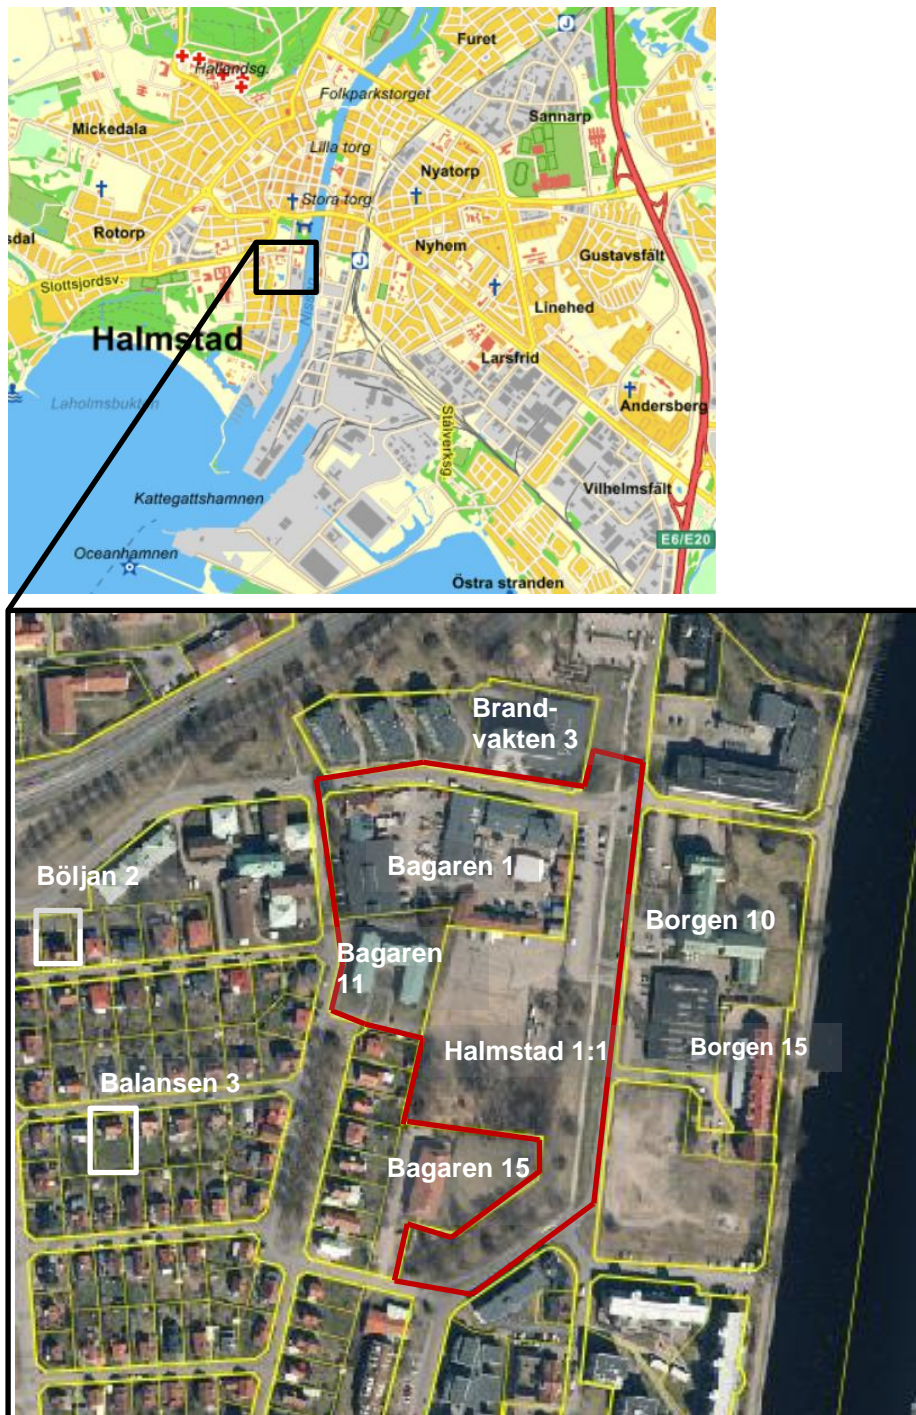 Furet
Hallandsg.
Folkparkstorget
Sannarp
Mickedala
Lilla torg
Nyatorp
Stora torg
sdal
Rotorp
J
Nyhem
Gustavsfält
Slottsjordsv.
Linehed
Halmstad
Larsfrid
Laholmsbukten
Andersberg
Stålverksg.
Vilhelmsfält
Kattegattshamnen
E6/E20
Oceanhamnen
Östra stranden
Brand-
vakten 3
Böljan 2
Bagaren 1
Borgen 10
Bagaren
11
Halmstad 1:1
Borgen 15
Balansen 3
Bagaren 15